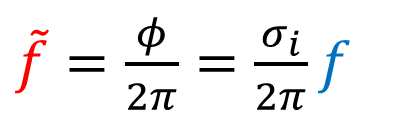 f̃ = ϕ/2π = σᵢ/2π f